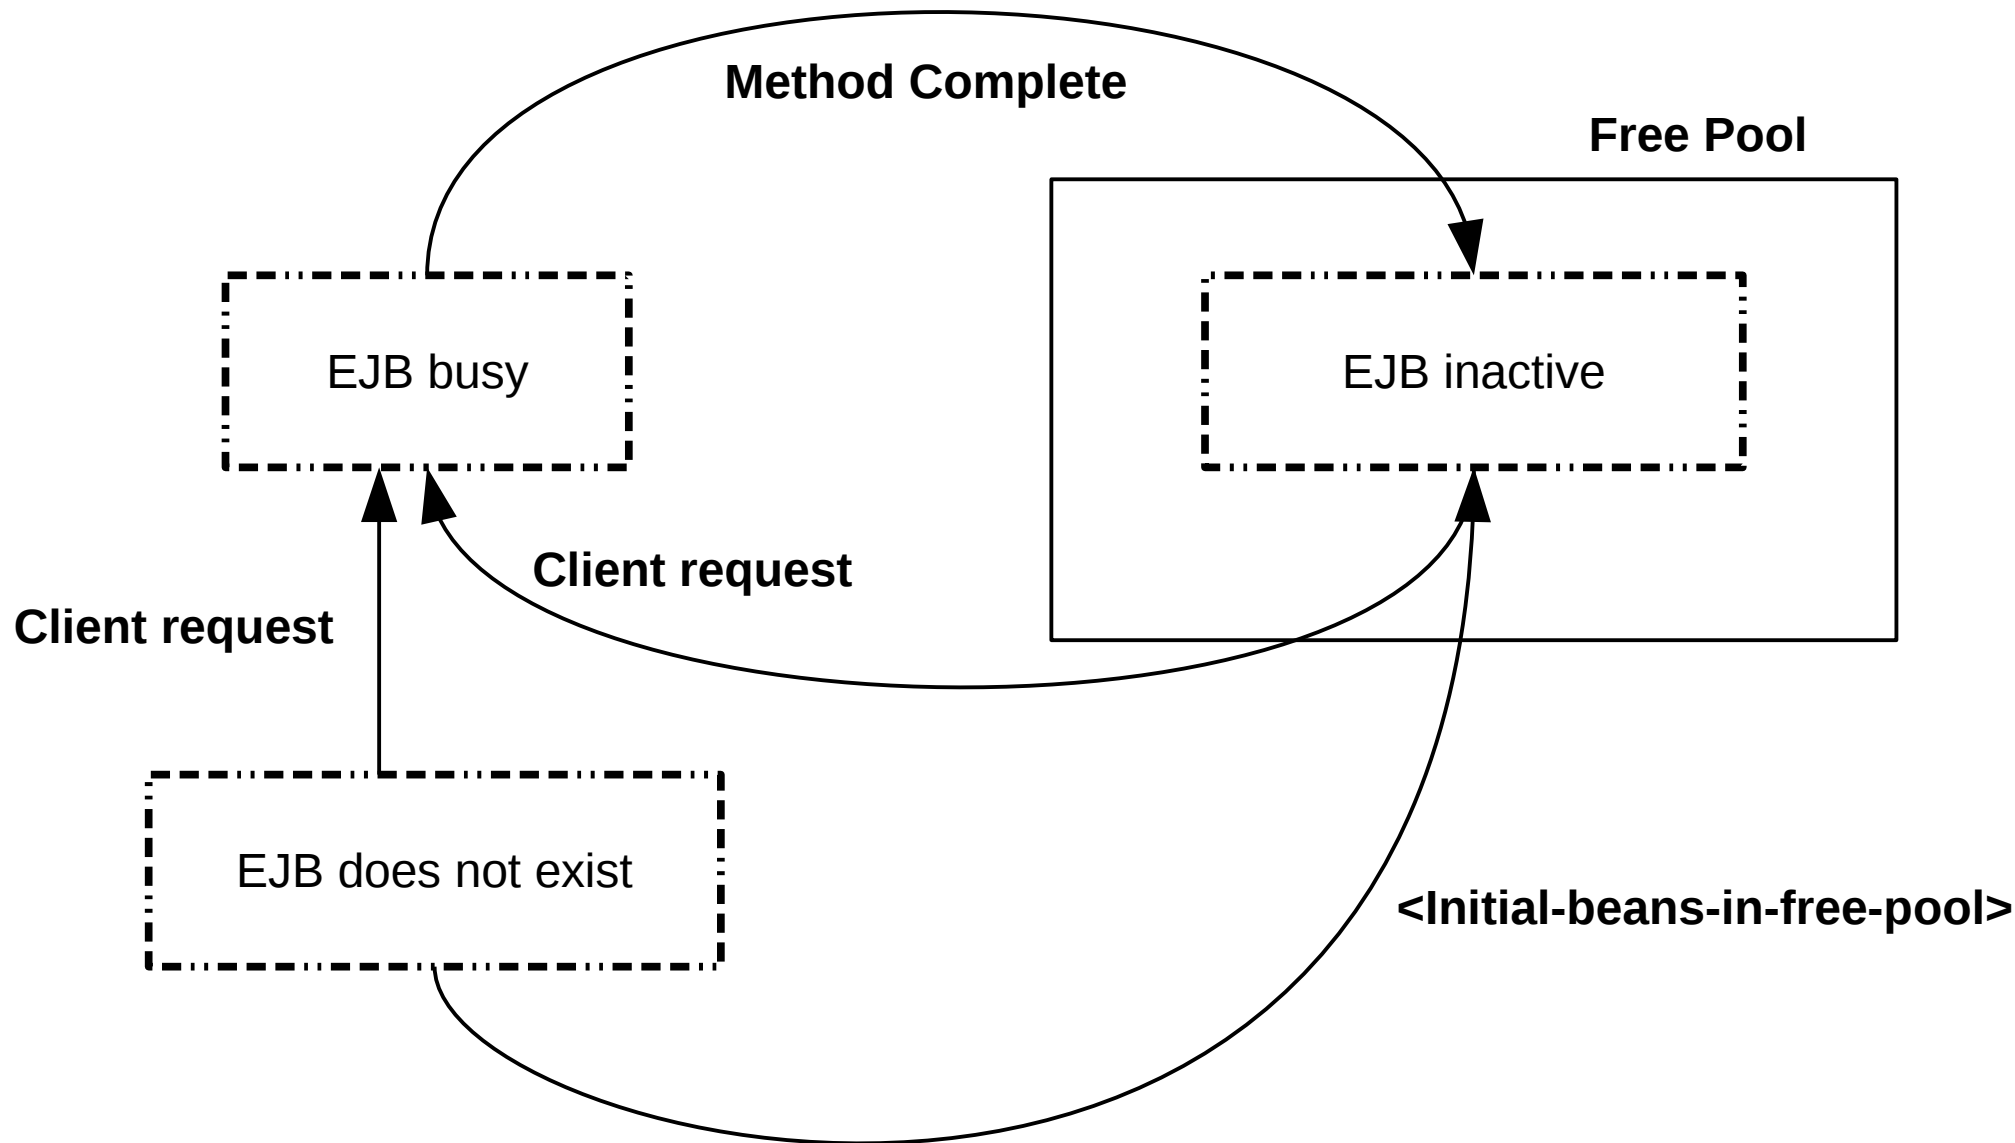 Method Complete
Free Pool
EJB busy
EJB inactive
Client request
Client request
EJB does not exist
<Initial-beans-in-free-pool>